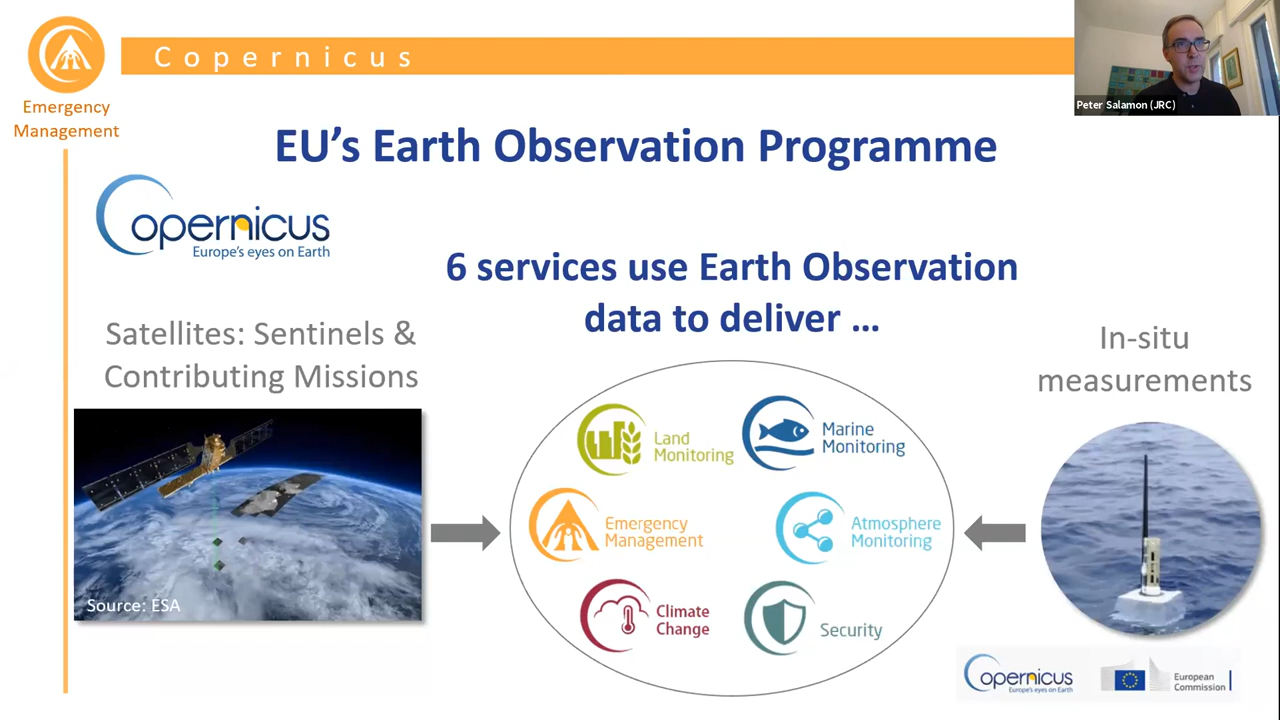 Copernicus
Peter Salamon (JRC)
Emergency
Management
EU's Earth Observation Programme
opernicus
Europe's eyes on Earth
6 services use Earth Observation
data to deliver ...
Satellites: Sentinels &
Contributing Missions
In-situ
measurements
Land
Monitoring
Marine
Monitoring
Emergency
Management
Atmosphere
Monitoring
Climate
Change
Security
Source: ESA
opernicus
Europe's eyes on Earth
European
Commission